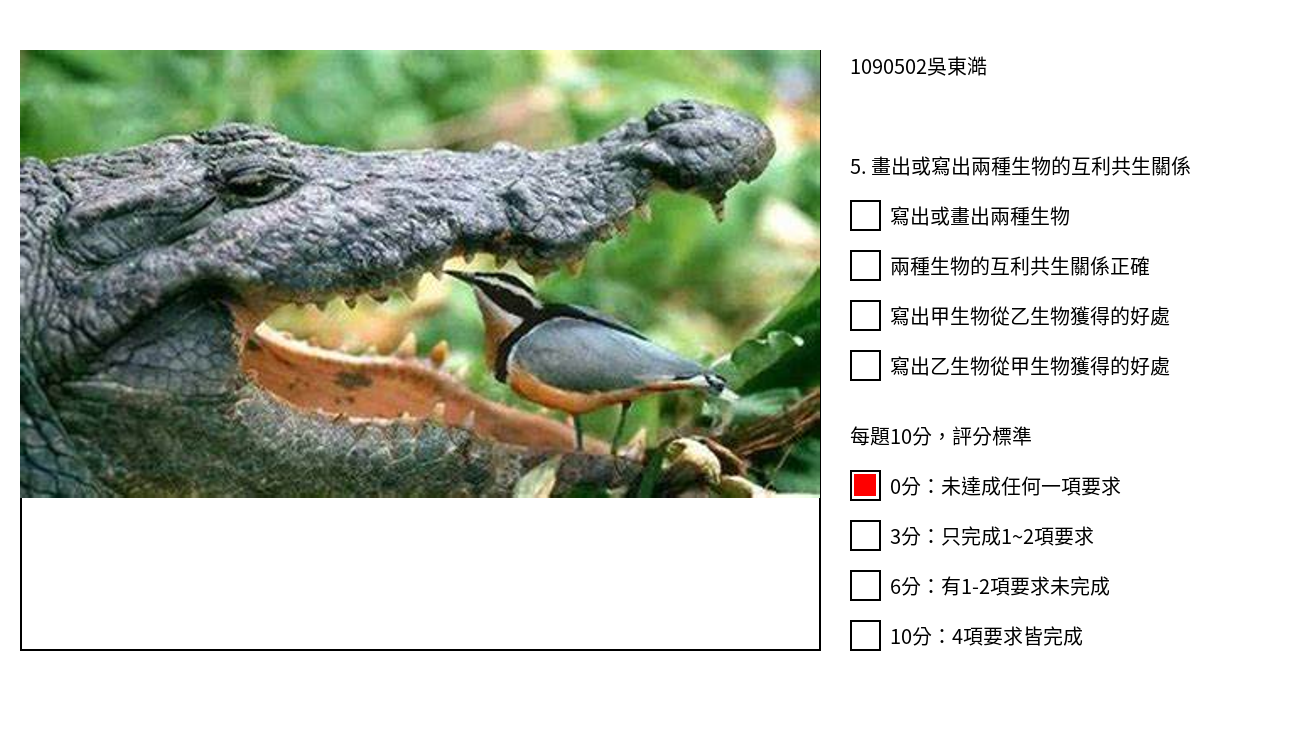 1090502吳東澔
5. 畫出或寫出兩種生物的互利共生關係
寫出或畫出兩種生物
兩種生物的互利共生關係正確
寫出甲生物從乙生物獲得的好處
寫出乙生物從甲生物獲得的好處
每題10分，評分標準
0分：未達成任何一項要求
3分：只完成1~2項要求
6分：有1-2項要求未完成
10分：4項要求皆完成